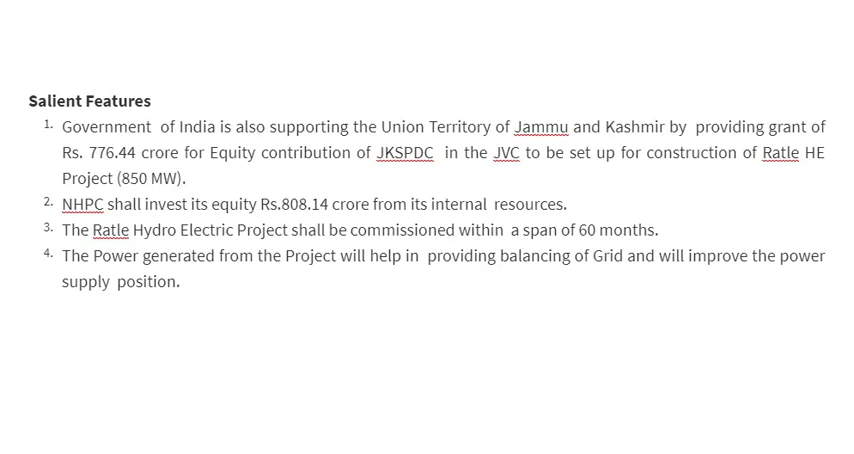 Salient Features
1. Government of India is also supporting the Union Territory of Jammu and Kashmir by providing grant of
Rs. 776.44 crore for Equity contribution of JKSPDC in the JVC to be set up for construction of Ratle HE
Project (850 MW).
2. NHPC shall invest its equity Rs.808.14 crore from its internal resources.
3. The Ratle Hydro Electric Project shall be commissioned within a span of 60 months.
4. The Power generated from the Project will help in providing balancing of Grid and will improve the power
supply position.